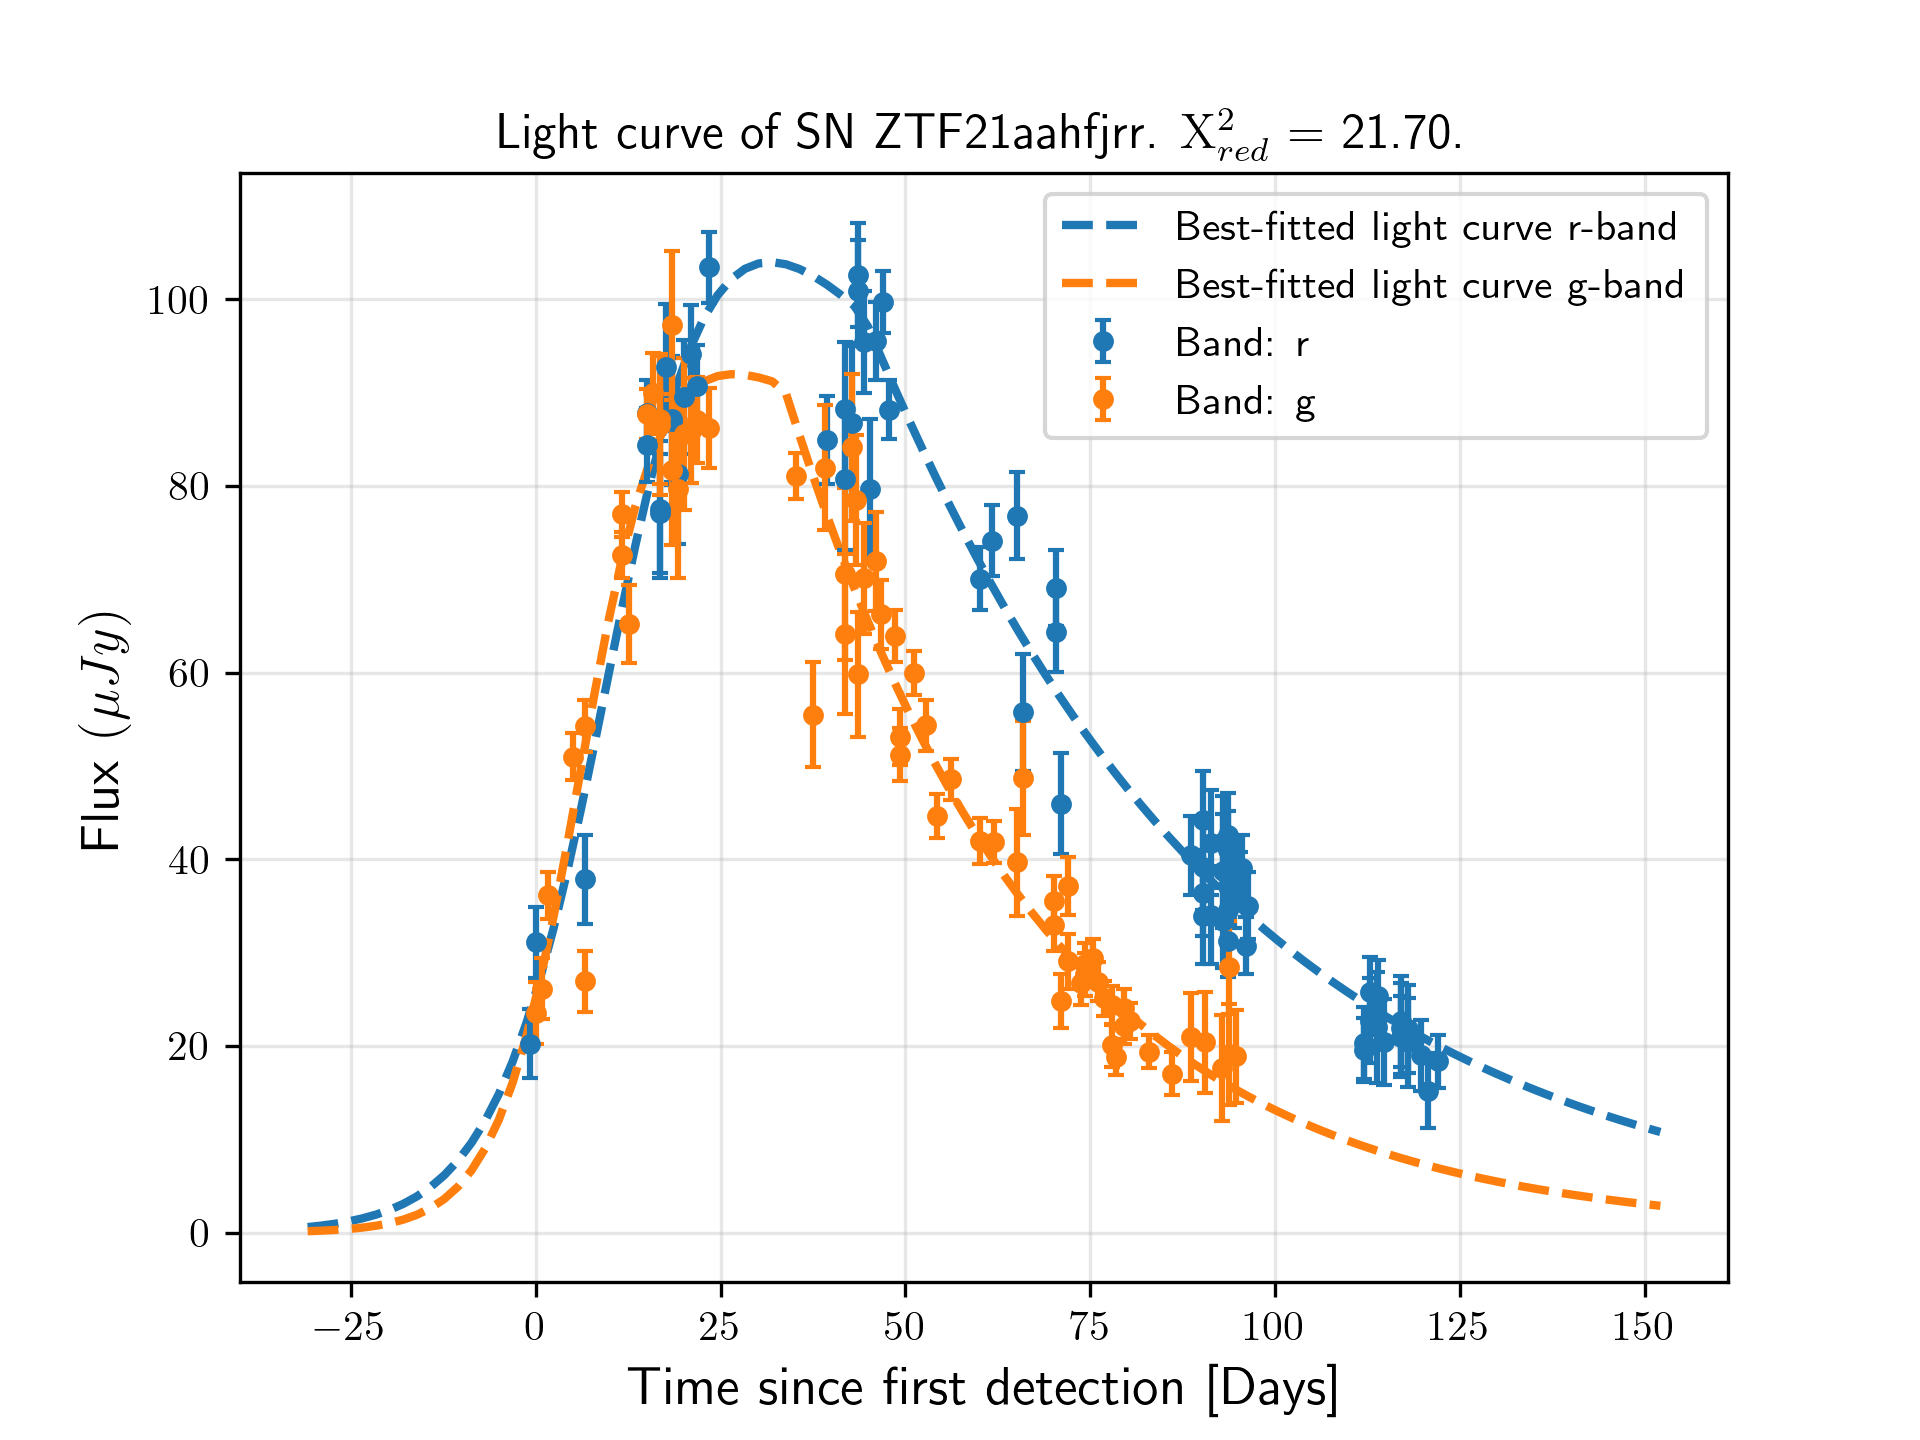 Light curve of SN ZTF21aahfjrr. X²_red = 21.70.
Best-fitted light curve r-band
Best-fitted light curve g-band
Band: r
Band: g
100
80
60
40
20
0
Flux (μJy)
−25 0 25 50 75 100 125 150
Time since first detection [Days]